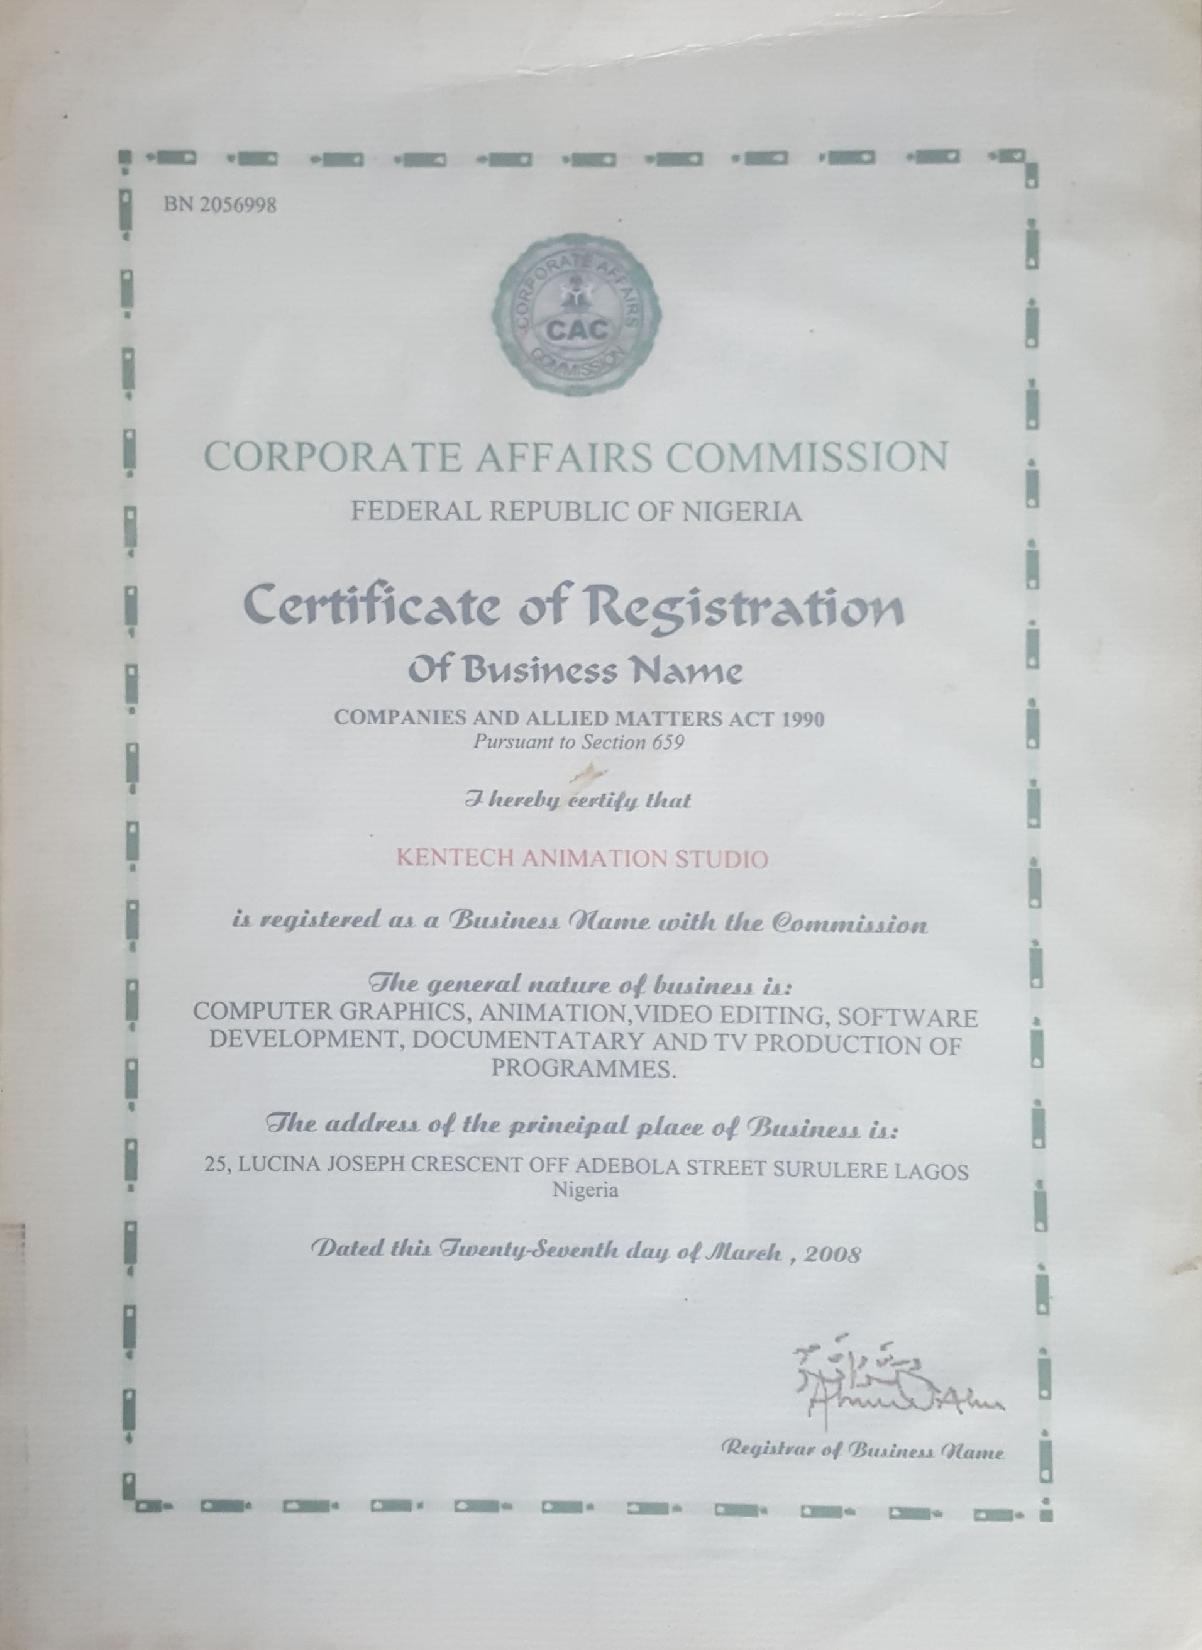 BN 2056998
CORPORATE AFFAIRS
CAC
COMMISSION
CORPORATE AFFAIRS COMMISSION
FEDERAL REPUBLIC OF NIGERIA
Certificate of Registration
Of Business Name
COMPANIES AND ALLIED MATTERS ACT 1990
Pursuant to Section 659
I hereby certify that
KENTECH ANIMATION STUDIO
is registered as a Business Name with the Commission
The general nature of business is:
COMPUTER GRAPHICS, ANIMATION,VIDEO EDITING, SOFTWARE
DEVELOPMENT, DOCUMENTATARY AND TV PRODUCTION OF
PROGRAMMES.
The address of the principal place of Business is:
25, LUCINA JOSEPH CRESCENT OFF ADEBOLA STREET SURULERE LAGOS
Nigeria
Dated this Twenty-Seventh day of March , 2008
Registrar of Business Name